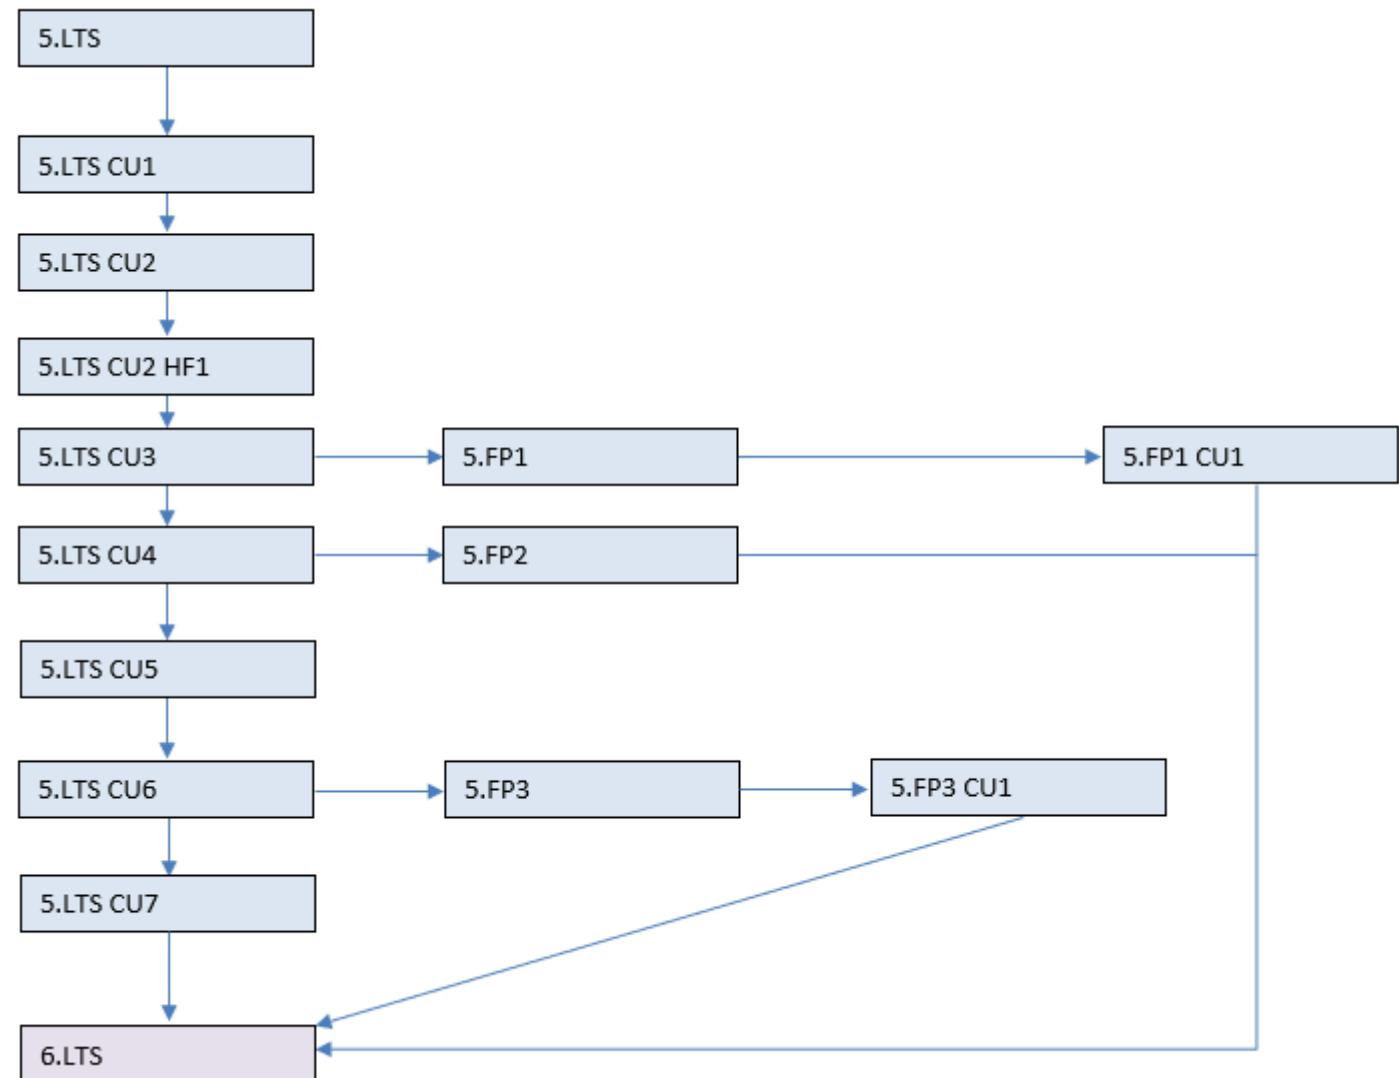 5.LTS
5.LTS CU1
5.LTS CU2
5.LTS CU2 HF1
5.LTS CU3
5.FP1
5.FP1 CU1
5.LTS CU4
5.FP2
5.LTS CU5
5.LTS CU6
5.FP3
5.FP3 CU1
5.LTS CU7
6.LTS